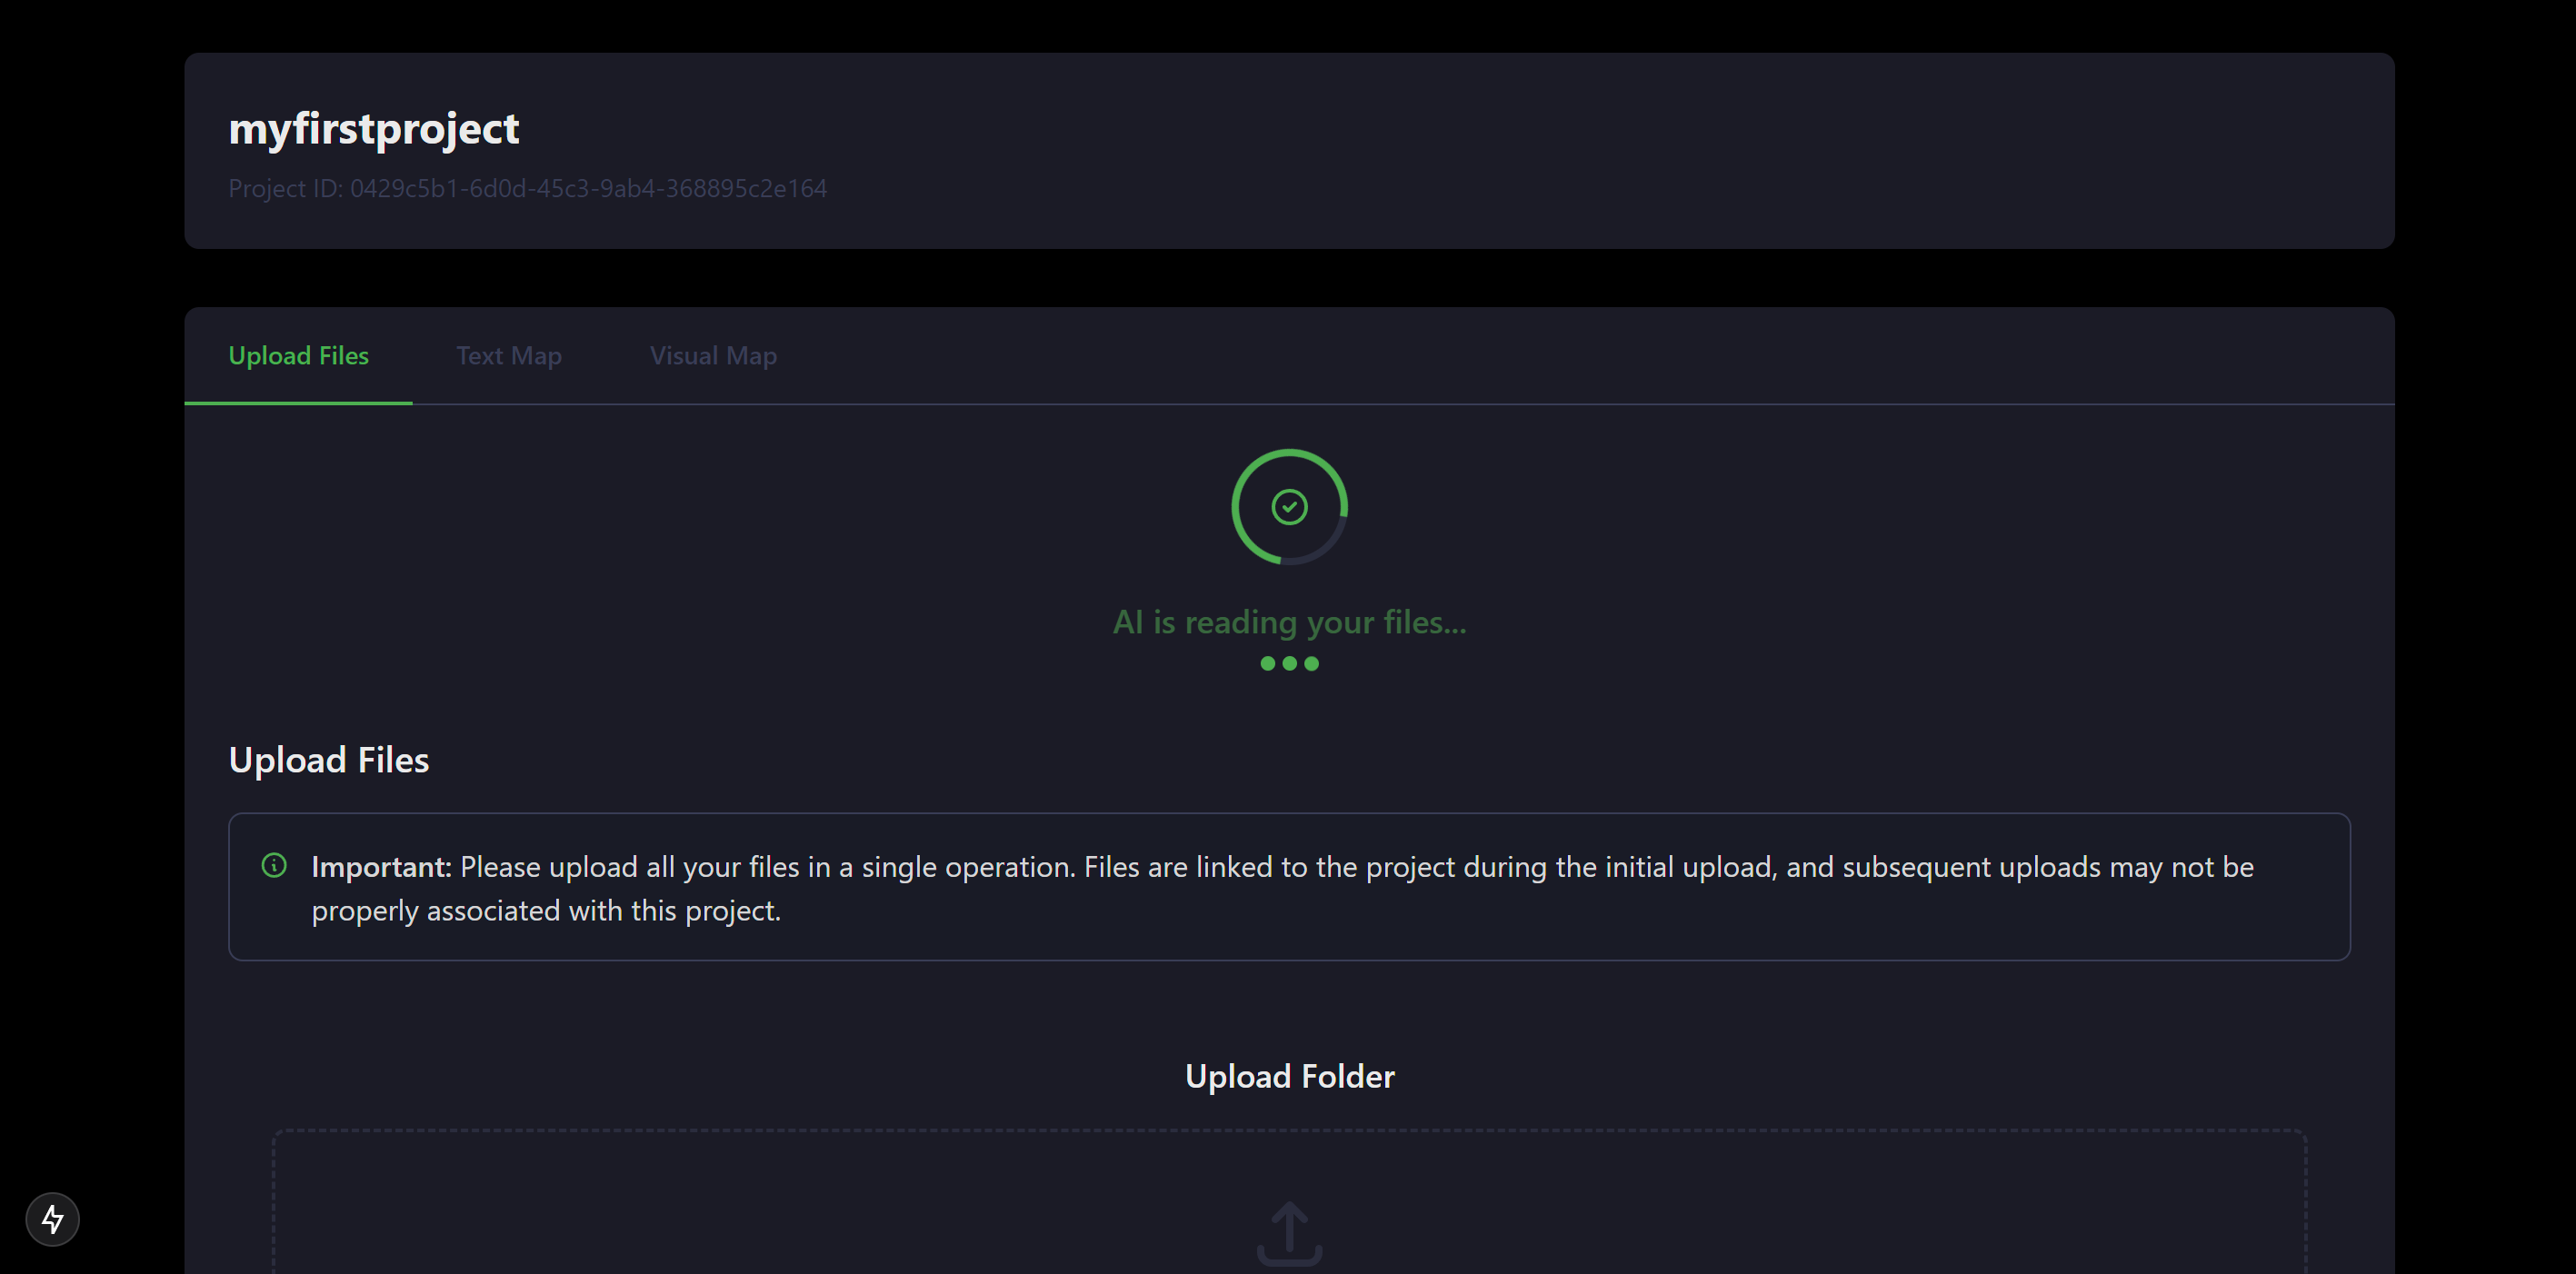 myfirstproject
Project ID: 0429c5b1-6d0d-45c3-9ab4-368895c2e164
Upload Files
Text Map
Visual Map
AI is reading your files...
Upload Files
Important: Please upload all your files in a single operation. Files are linked to the project during the initial upload, and subsequent uploads may not be
properly associated with this project.
Upload Folder